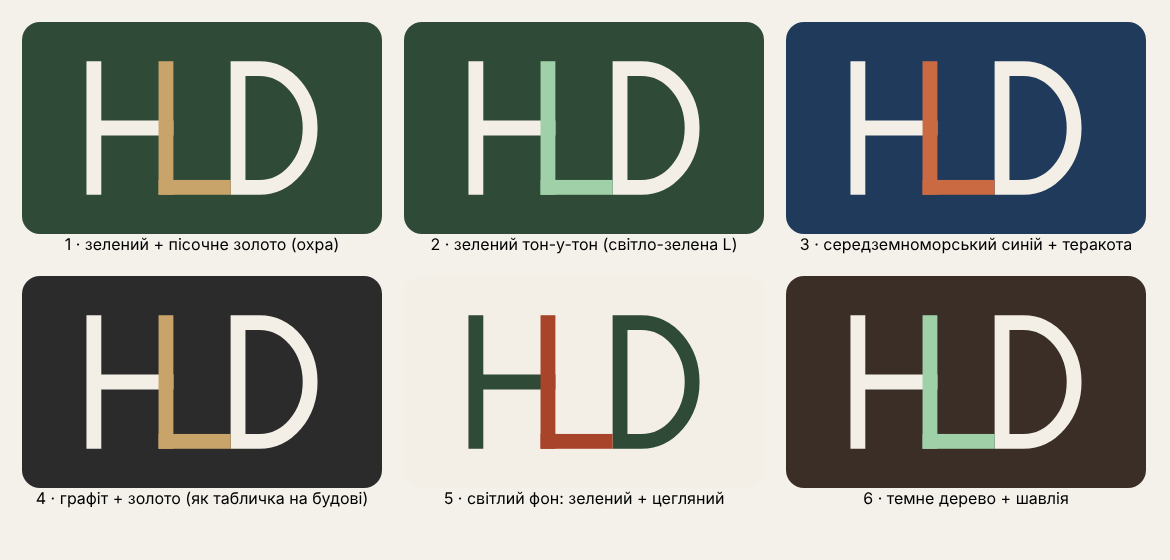 HLD
HLD
HLD
1 · зелений + пісочне золото (охра)
2 · зелений тон-у-тон (світло-зелена L)
3 · середземноморський синій + теракота
HLD
HLD
HLD
4 · графіт + золото (як табличка на будові)
5 · світлий фон: зелений + цегляний
6 · темне дерево + шавлія